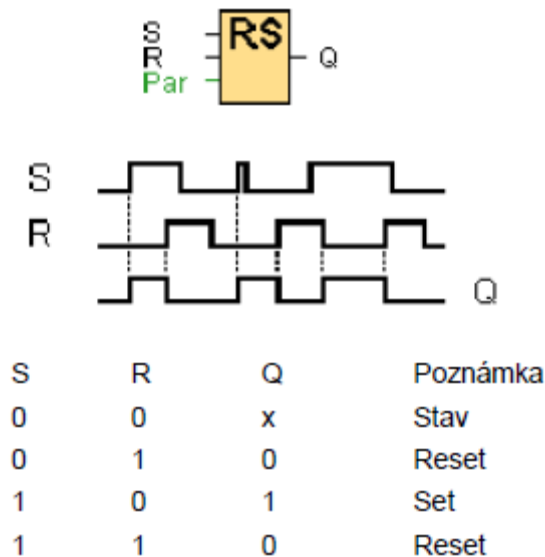 S
R
Par
RS
Q
S
R
Q
S R Q Poznámka
0 0 x Stav
0 1 0 Reset
1 0 1 Set
1 1 0 Reset